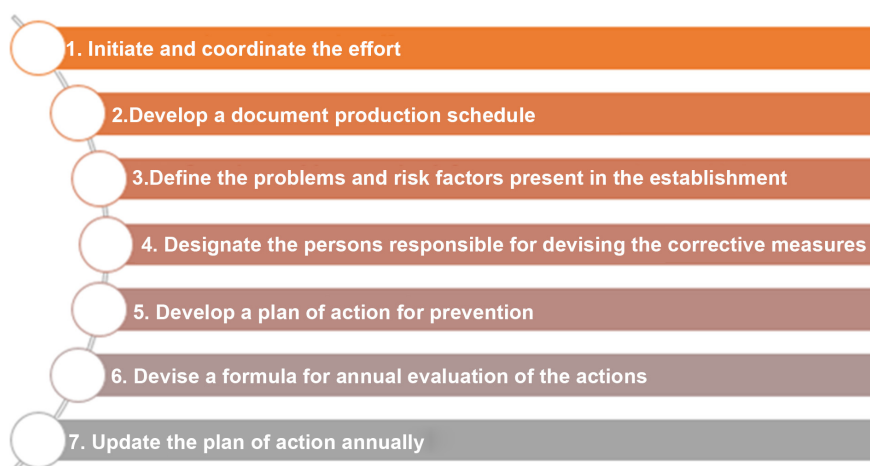 1. Initiate and coordinate the effort
2.Develop a document production schedule
3.Define the problems and risk factors present in the establishment
4. Designate the persons responsible for devising the corrective measures
5. Develop a plan of action for prevention
6. Devise a formula for annual evaluation of the actions
7. Update the plan of action annually